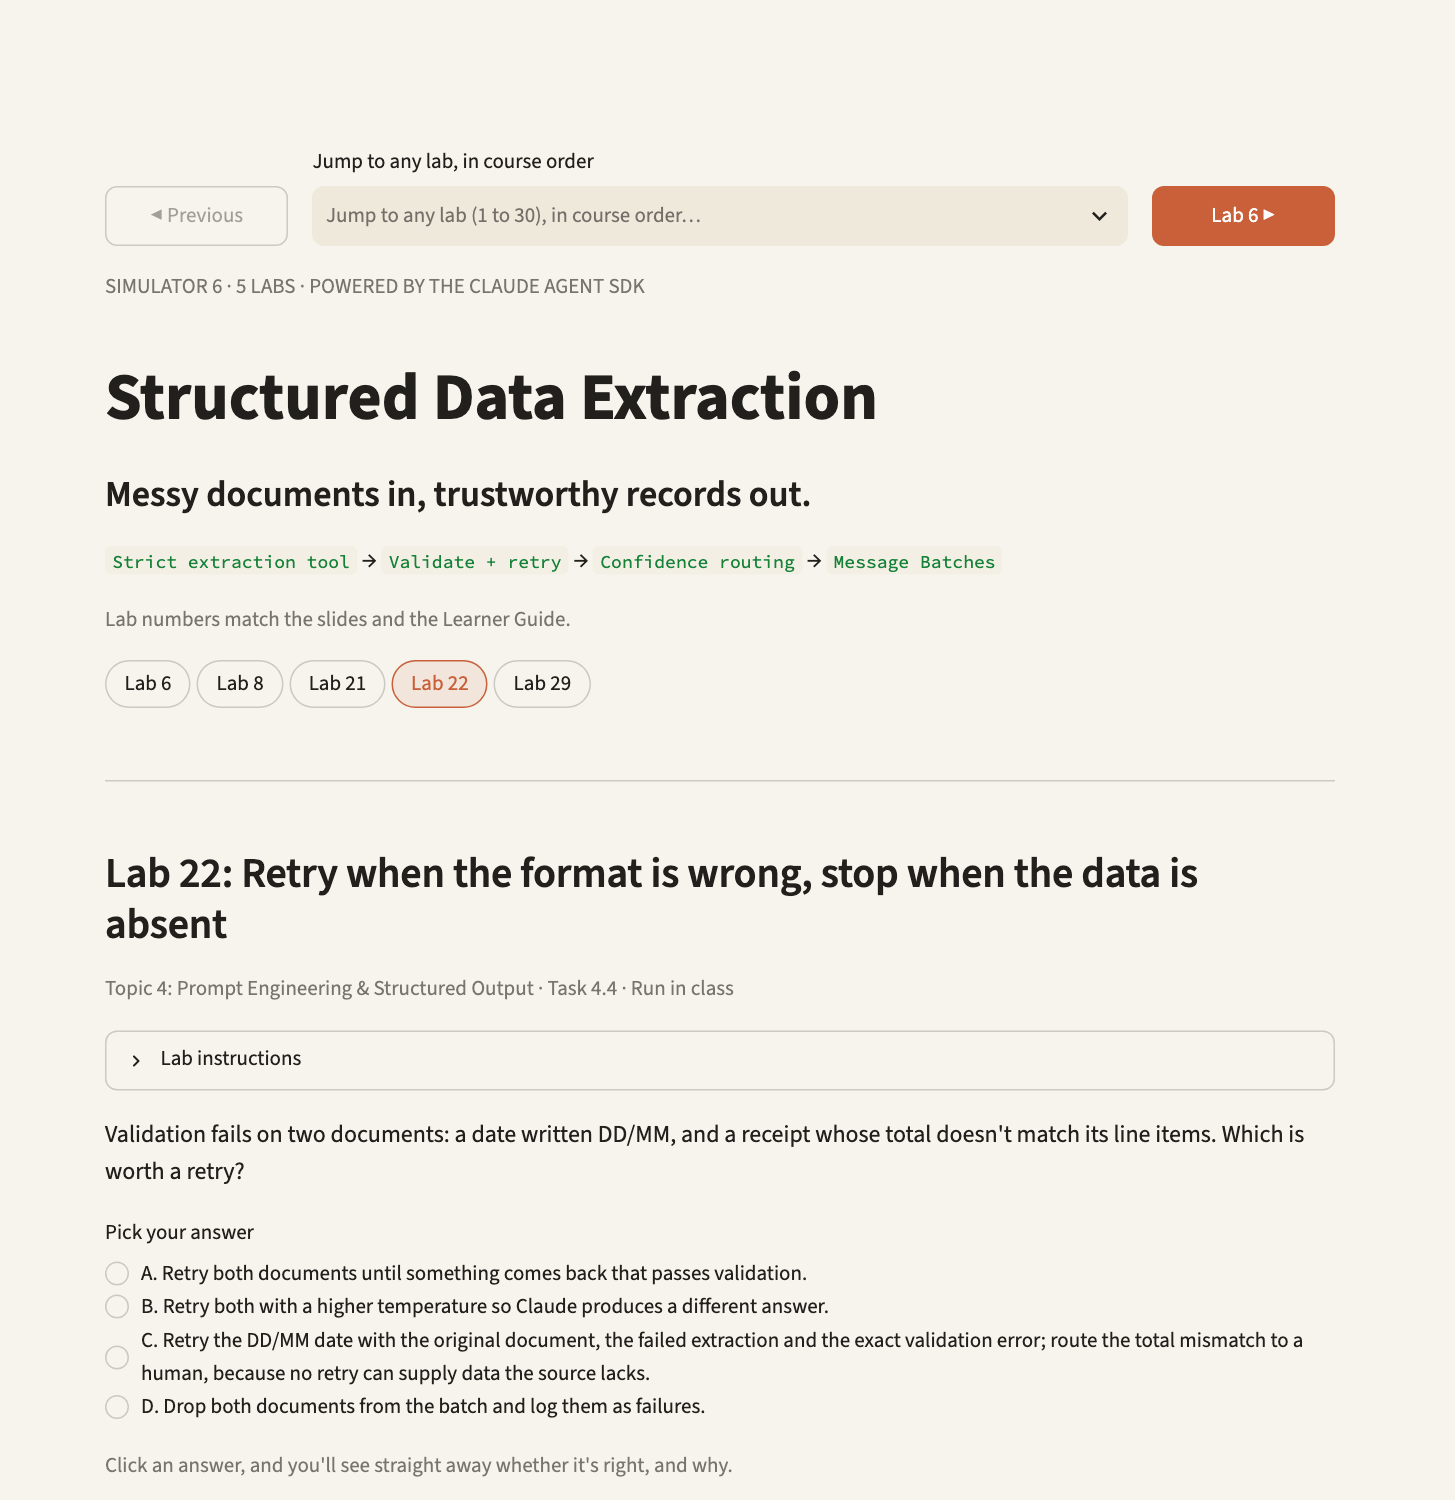 Jump to any lab, in course order
◀ Previous
Jump to any lab (1 to 30), in course order…
Lab 6 ▶
SIMULATOR 6 · 5 LABS · POWERED BY THE CLAUDE AGENT SDK
Structured Data Extraction
Messy documents in, trustworthy records out.
Strict extraction tool → Validate + retry → Confidence routing → Message Batches
Lab numbers match the slides and the Learner Guide.
Lab 6 Lab 8 Lab 21 Lab 22 Lab 29
Lab 22: Retry when the format is wrong, stop when the data is
absent
Topic 4: Prompt Engineering & Structured Output · Task 4.4 · Run in class
Lab instructions
Validation fails on two documents: a date written DD/MM, and a receipt whose total doesn't match its line items. Which is
worth a retry?
Pick your answer
A. Retry both documents until something comes back that passes validation.
B. Retry both with a higher temperature so Claude produces a different answer.
C. Retry the DD/MM date with the original document, the failed extraction and the exact validation error; route the total mismatch to a
human, because no retry can supply data the source lacks.
D. Drop both documents from the batch and log them as failures.
Click an answer, and you'll see straight away whether it's right, and why.